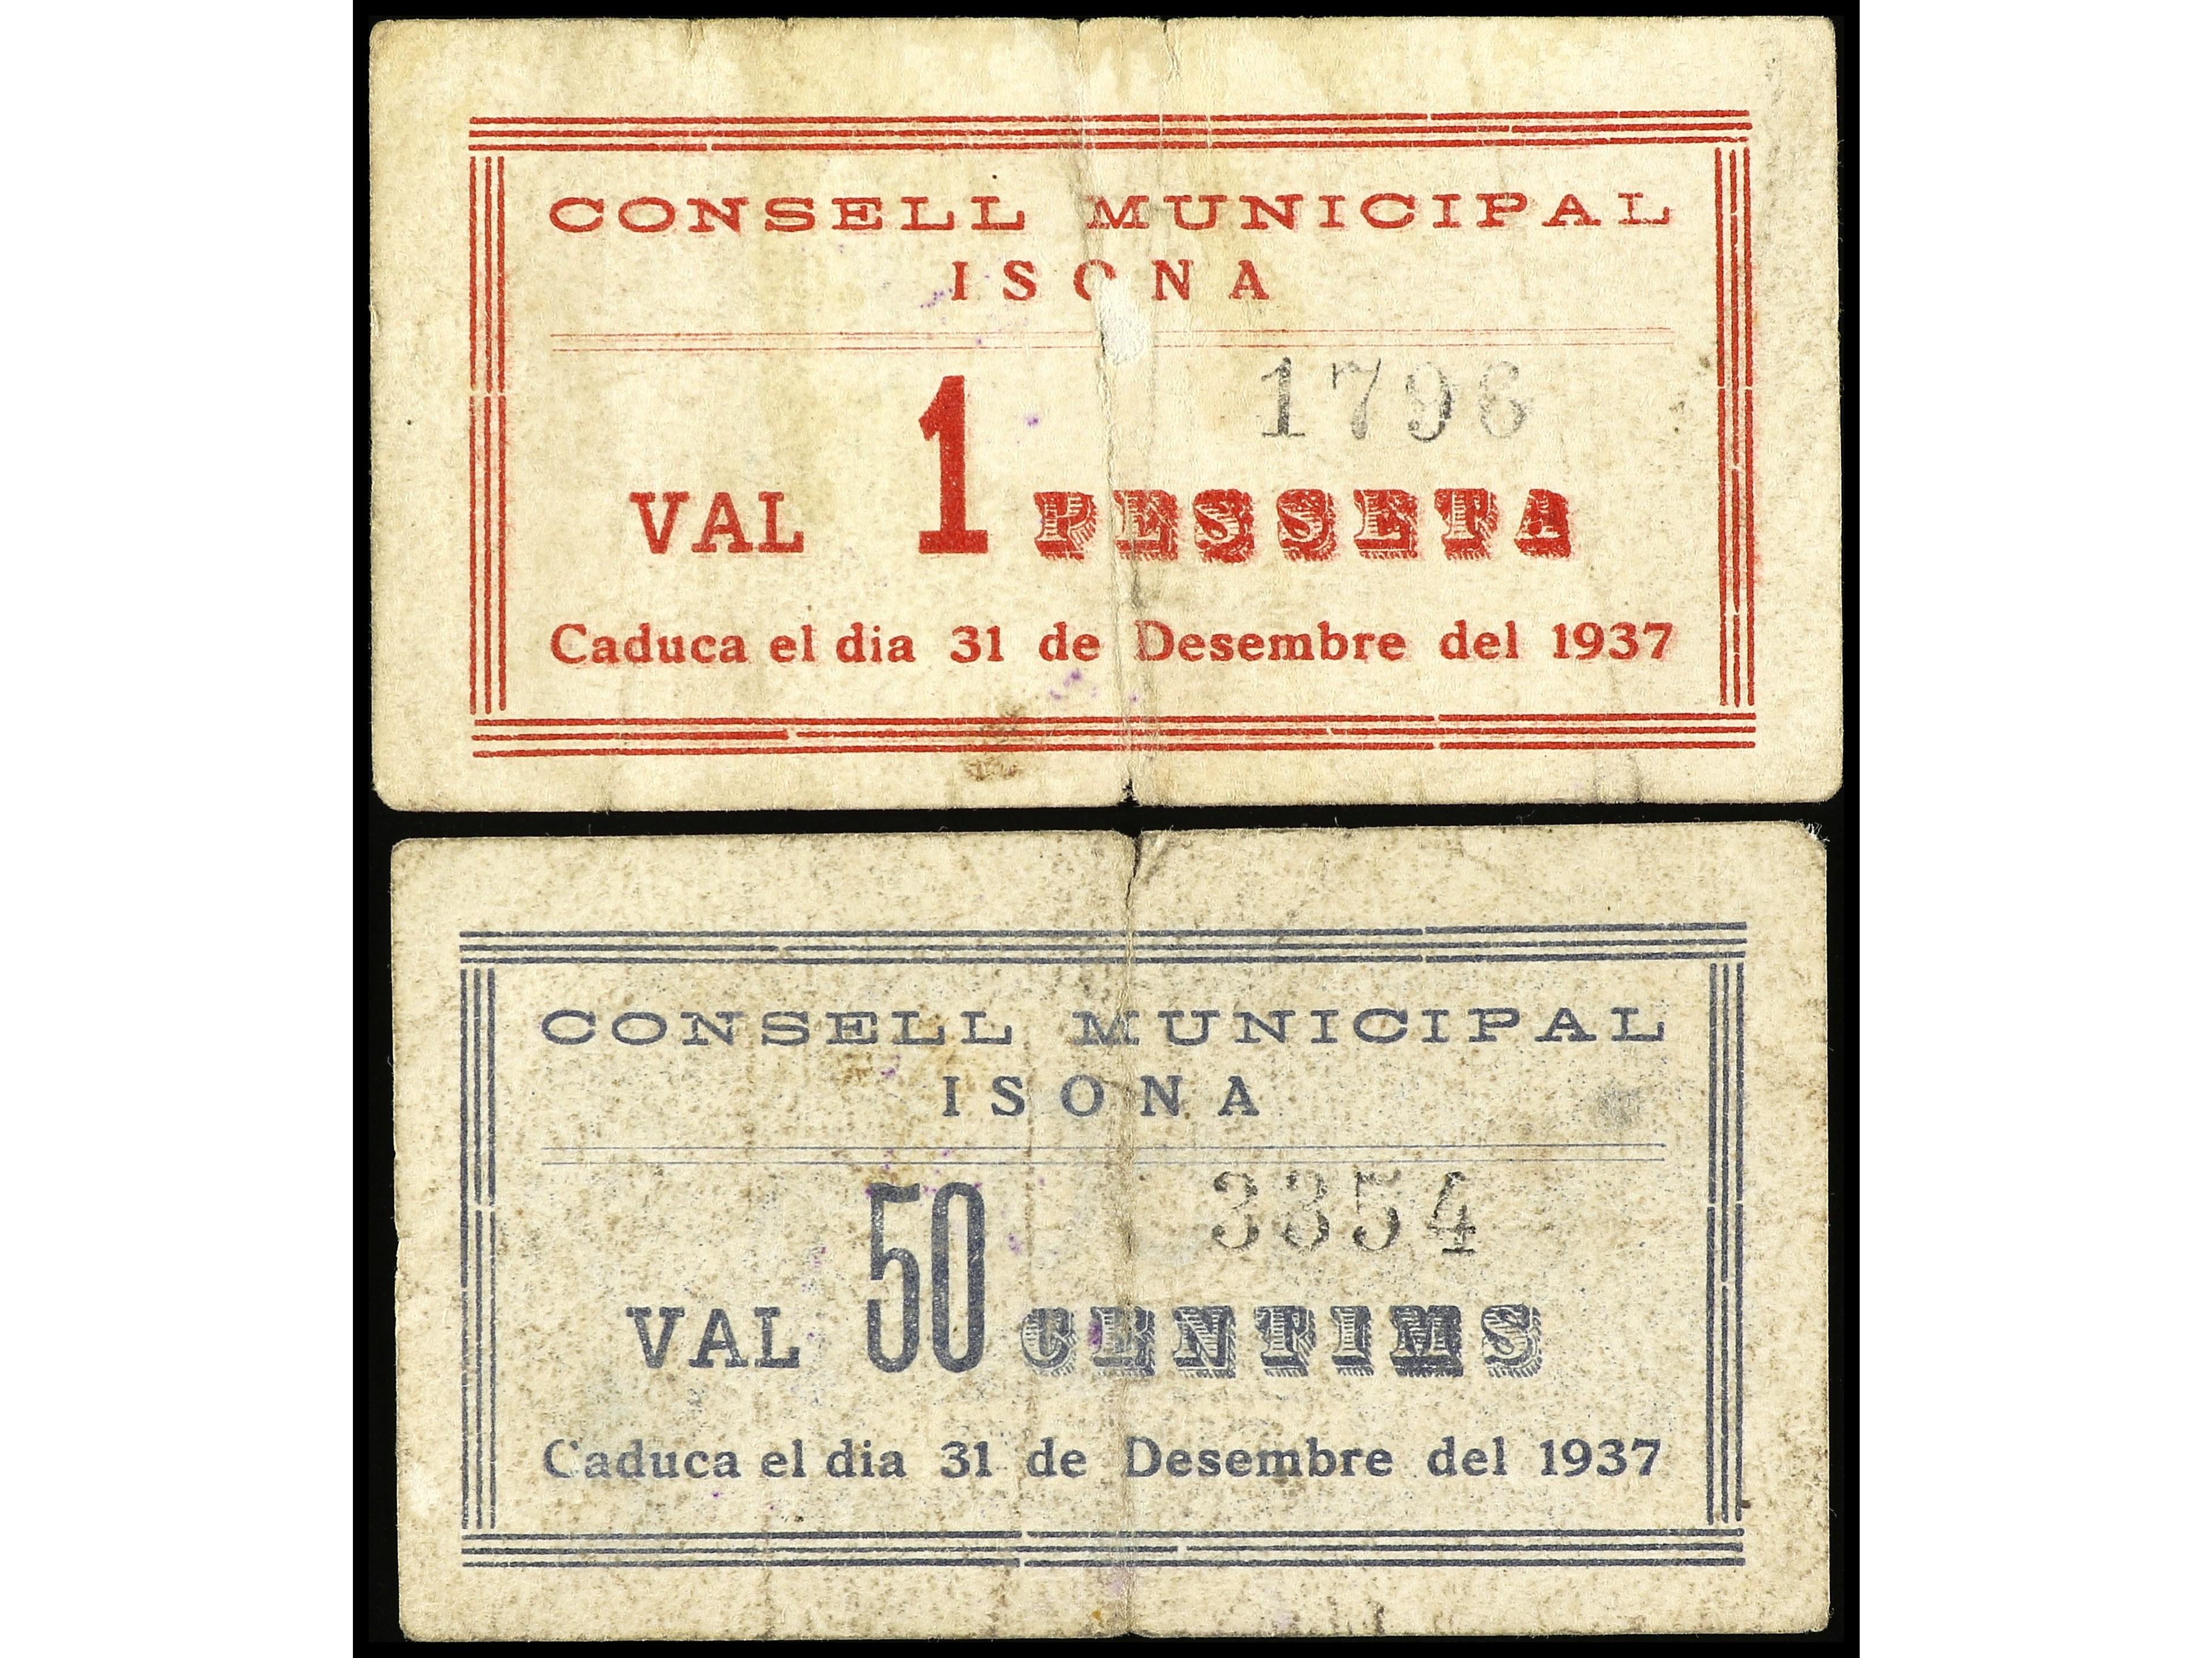 CONSELL MUNICIPAL
ISONA
1796
VAL 1 PESSETA
Caduca el dia 31 de Desembre del 1937
CONSELL MUNICIPAL
ISONA
3354
VAL 50 CENTIMS
Caduca el dia 31 de Desembre del 1937